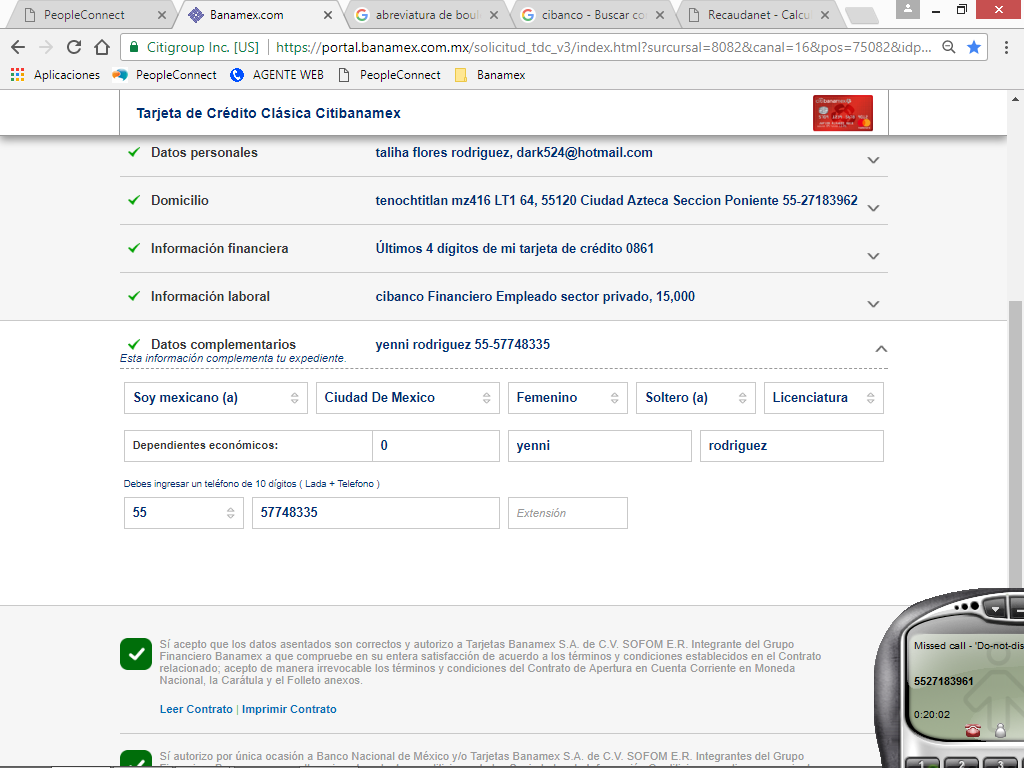 PeopleConnect
Banamex.com
abreviatura de boul
cibanco - Buscar co
Recaudanet - Calcu
Citigroup Inc. [US]
https://portal.banamex.com.mx/solicitud_tdc_v3/index.html?sursal=8082&canal=16&pos=75082&idp...
Aplicaciones
PeopleConnect
AGENTE WEB
PeopleConnect
Banamex
Tarjeta de Crédito Clásica Citibanamex
Datos personales
taliha flores rodriguez, dark524@hotmail.com
Domicilio
tenochtitlan mz416 LT1 64, 55120 Ciudad Azteca Seccion Poniente 55-27183962
Información financiera
Últimos 4 dígitos de mi tarjeta de crédito 0861
Información laboral
cibanco Financiero Empleado sector privado, 15,000
Datos complementarios
yenni rodriguez 55-57748335
Esta información complementa tu expediente.
Soy mexicano (a)
Ciudad De Mexico
Femenino
Soltero (a)
Licenciatura
Dependientes económicos:
0
yenni
rodriguez
Debes ingresar un teléfono de 10 dígitos ( Lada + Telefono )
55
57748335
Extensión
Sí acepto que los datos asentados son correctos y autorizo a Tarjetas Banamex S.A. de C.V. SOFOM E.R. Integrante del Grupo
Financiero Banamex a que compruebe en su entera satisfacción de acuerdo a los términos y condiciones establecidos en el Contrato
relacionado; acepto de manera irrevocable los términos y condiciones del Contrato de Apertura en Cuenta Corriente en Moneda
Nacional, la Carátula y el Folleto anexos.
Leer Contrato | Imprimir Contrato
Sí autorizo por única ocasión a Banco Nacional de México y/o Tarjetas Banamex S.A. de C.V. SOFOM E.R. Integrantes del Grupo
Missed call - 'Do-not-dis
5527183961
0:20:02
1
2
3